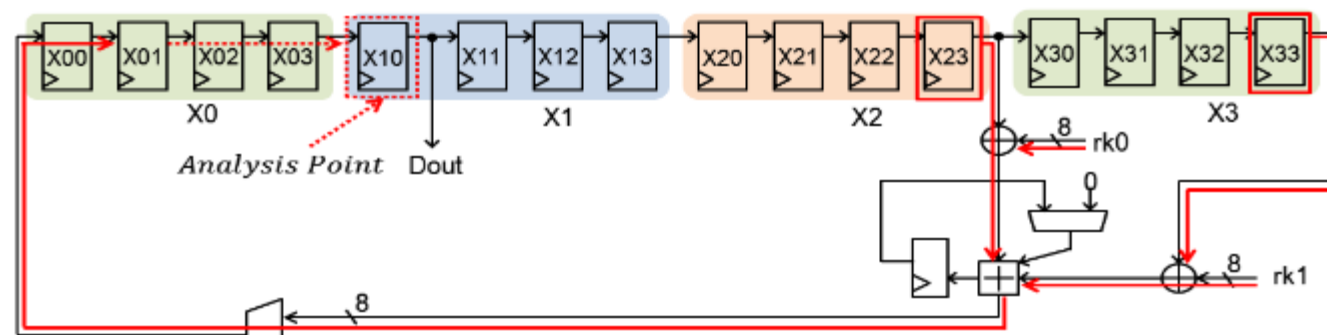 X00 X01 X02 X03 X10 X11 X12 X13 X20 X21 X22 X23 X30 X31 X32 X33
X0 X1 X2 X3
8
rk0
Analysis Point Dout
0
8
rk1
8